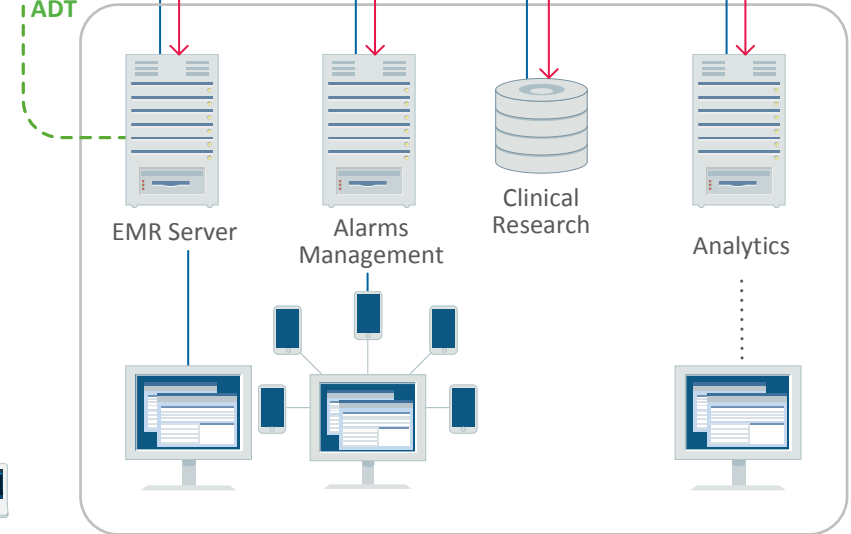 ADT
EMR Server
Alarms
Management
Clinical
Research
Analytics